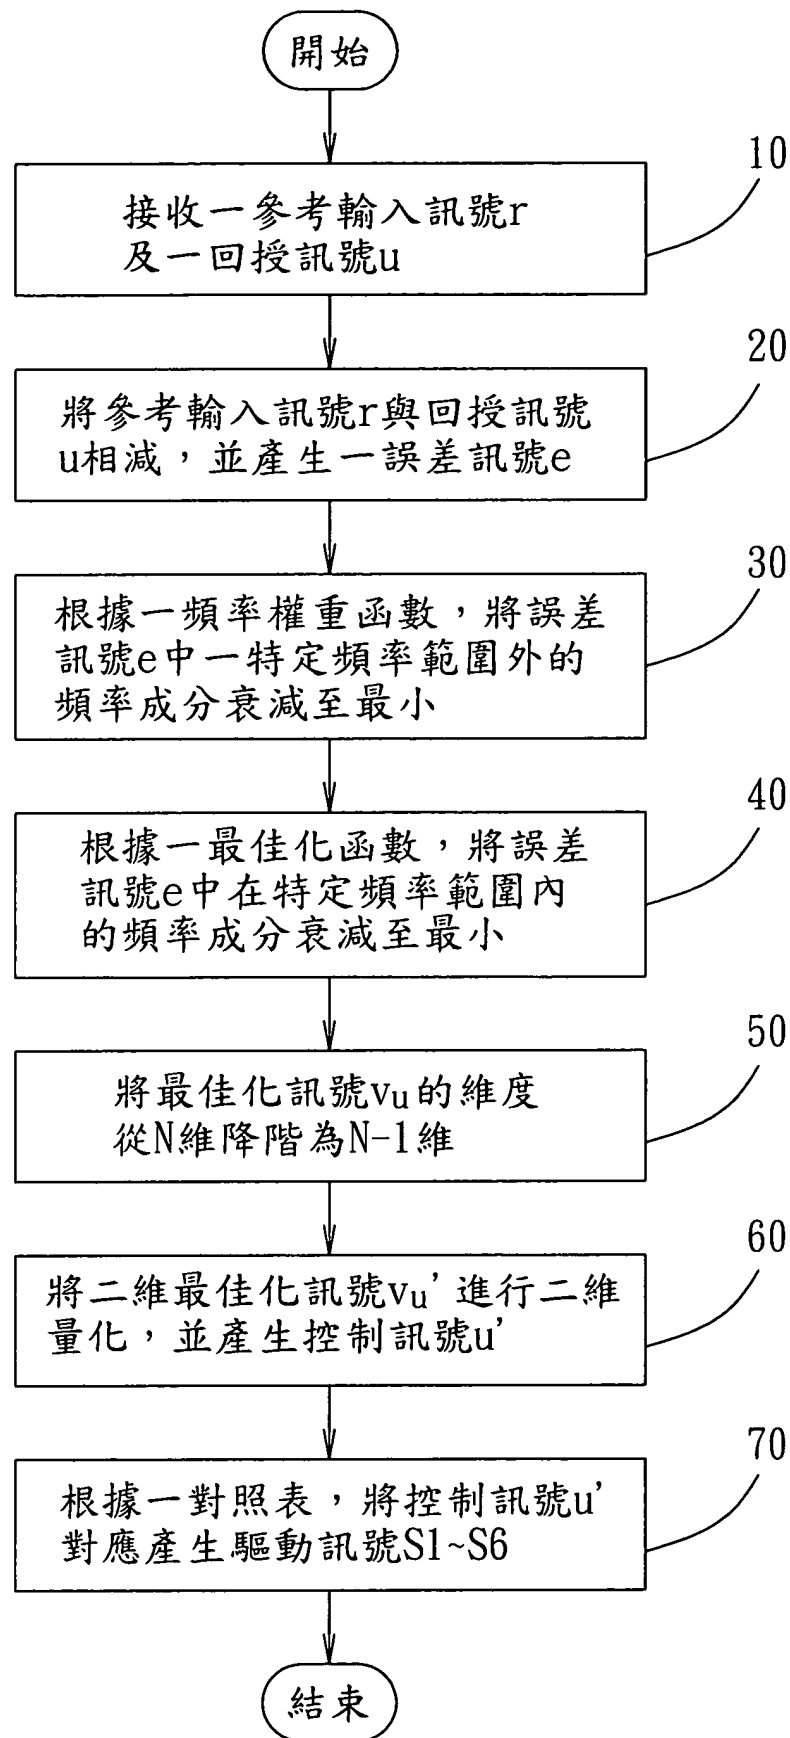 開始
10
接收一參考輸入訊號r
及一回授訊號u
20
將參考輸入訊號r與回授訊號
u相減，並產生一誤差訊號e
30
根據一頻率權重函數，將誤差
訊號e中一特定頻率範圍外的
頻率成分衰減至最小
40
根據一最佳化函數，將誤差
訊號e中在特定頻率範圍內
的頻率成分衰減至最小
50
將最佳化訊號vu的維度
從N維降階為N-1維
60
將二維最佳化訊號vu'進行二維
量化，並產生控制訊號u'
70
根據一對照表，將控制訊號u'
對應產生驅動訊號S1~S6
結束